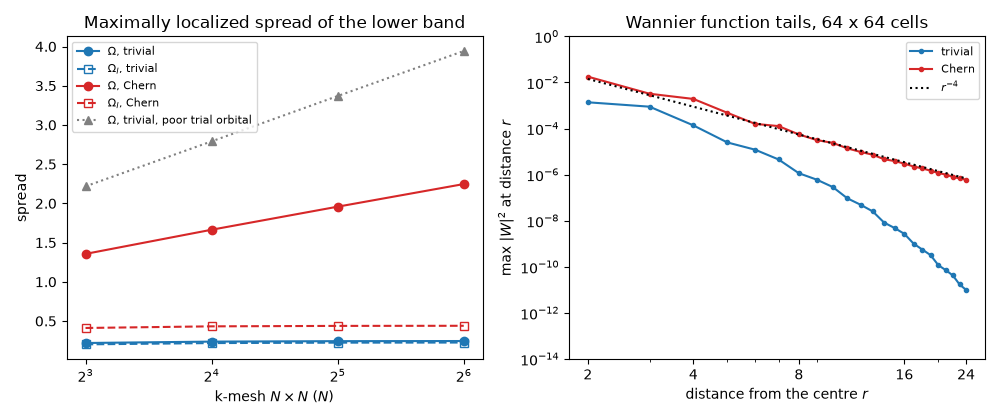 Maximally localized spread of the lower band
4.0
3.5
3.0
2.5
2.0
1.5
1.0
0.5
spread
Ω, trivial
Ω_I, trivial
Ω, Chern
Ω_I, Chern
Ω, trivial, poor trial orbital
2^3
2^4
2^5
2^6
k-mesh N × N (N)
Wannier function tails, 64 x 64 cells
10^0
10^−2
10^−4
10^−6
10^−8
10^−10
10^−12
10^−14
max |W|^2 at distance r
trivial
Chern
r^−4
2
4
8
16
24
distance from the centre r